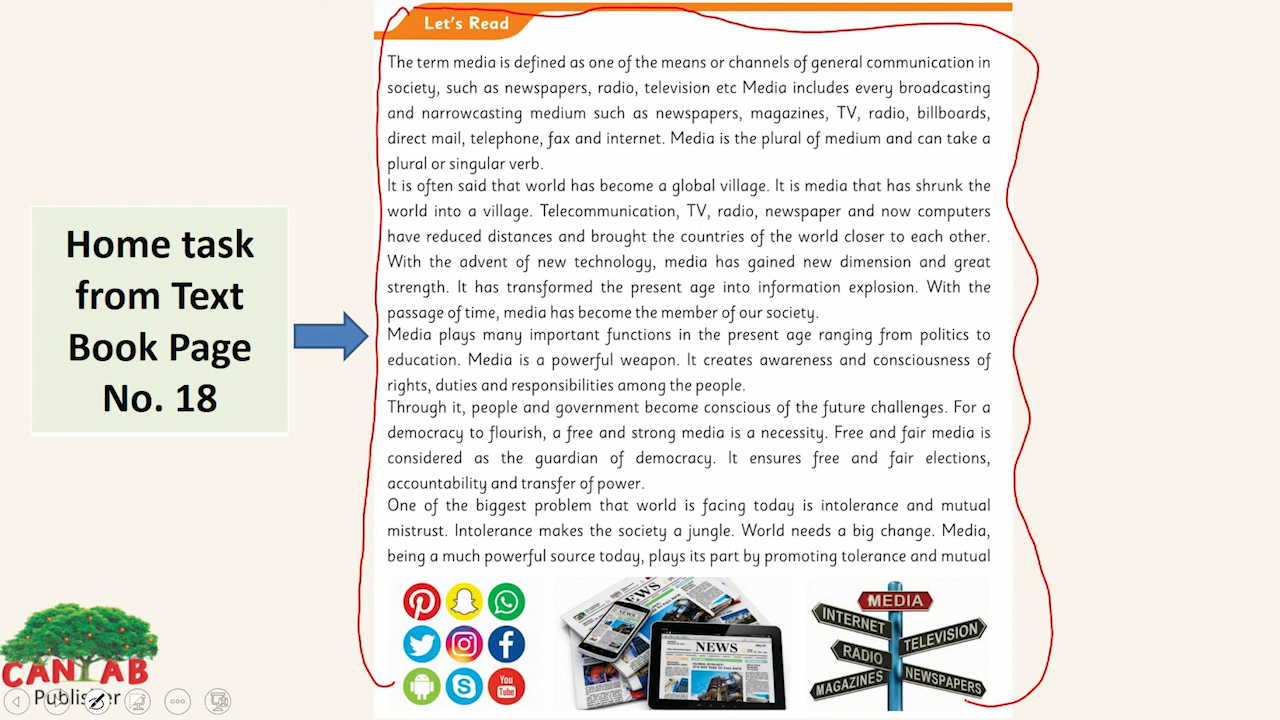 Let's Read
The term media is defined as one of the means or channels of general communication in
society, such as newspapers, radio, television etc Media includes every broadcasting
and narrowcasting medium such as newspapers, magazines, TV, radio, billboards,
direct mail, telephone, fax and internet. Media is the plural of medium and can take a
plural or singular verb.
It is often said that world has become a global village. It is media that has shrunk the
world into a village. Telecommunication, TV, radio, newspaper and now computers
have reduced distances and brought the countries of the world closer to each other.
With the advent of new technology, media has gained new dimension and great
strength. It has transformed the present age into information explosion. With the
passage of time, media has become the member of our society.
Media plays many important functions in the present age ranging from politics to
education. Media is a powerful weapon. It creates awareness and consciousness of
rights, duties and responsibilities among the people.
Through it, people and government become conscious of the future challenges. For a
democracy to flourish, a free and strong media is a necessity. Free and fair media is
considered as the guardian of democracy. It ensures free and fair elections,
accountability and transfer of power.
One of the biggest problem that world is facing today is intolerance and mutual
mistrust. Intolerance makes the society a jungle. World needs a big change. Media,
being a much powerful source today, plays its part by promoting tolerance and mutual
Home task
from Text
Book Page
No. 18
You
Tube
NEWS
NEWS
MEDIA
INTERNET
TELEVISION
RADIO
MAGAZINES
NEWSPAPERS